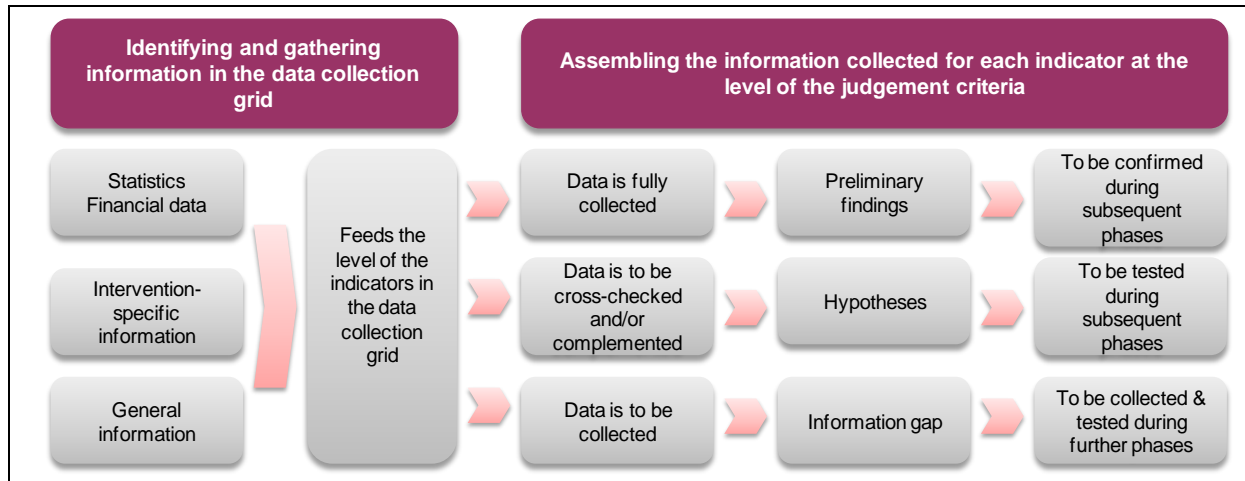 Identifying and gathering
information in the data collection
grid
Assembling the information collected for each indicator at the
level of the judgement criteria
Statistics
Financial data
Intervention-
specific
information
General
information
Feeds the
level of the
indicators in
the data
collection
grid
Data is fully
collected
Preliminary
findings
To be confirmed
during
subsequent
phases
Data is to be
cross-checked
and/or
complemented
Hypotheses
To be tested
during
subsequent
phases
Data is to be
collected
Information gap
To be collected &
tested during
further phases